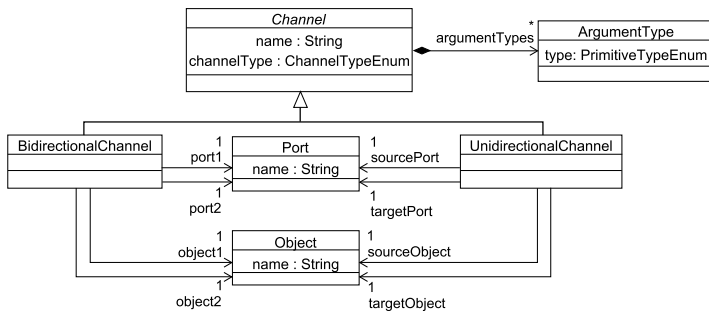 Channel
name : String
channelType : ChannelTypeEnum
argumentTypes
*
ArgumentType
type: PrimitiveTypeEnum
BidirectionalChannel
1
port1
1
port2
Port
name : String
1
sourcePort
1
targetPort
UnidirectionalChannel
1
object1
1
object2
Object
name : String
1
sourceObject
1
targetObject